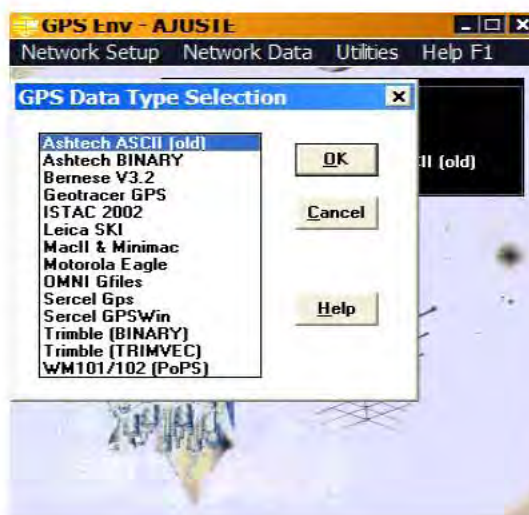 GPS Env - AJUSTE
Network Setup Network Data Utilities Help F1
GPS Data Type Selection
Ashtech ASCII (old)
Ashtech BINARY
Bernese V3.2
Geotracer GPS
ISTAC 2002
Leica SKI
MacII & Minimac
Motorola Eagle
OMNI Gfiles
Sercel Gps
Sercel GPSWin
Trimble (BINARY)
Trimble (TRIMVEC)
WM101/102 (PoPS)
OK
Cancel
Help
CII (old)